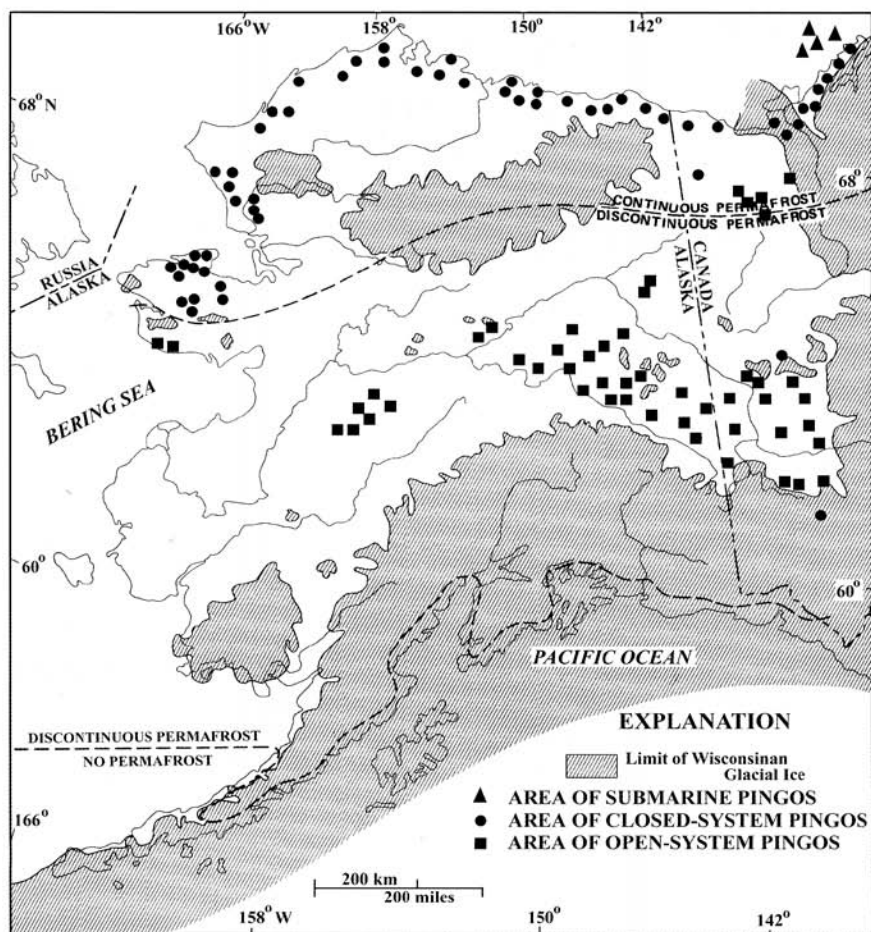 166°W
158°
150°
142°
68°N
68°
CONTINUOUS PERMAFROST
DISCONTINUOUS PERMAFROST
RUSSIA
ALASKA
CANADA
ALASKA
BERING SEA
60°
60°
PACIFIC OCEAN
DISCONTINUOUS PERMAFROST
NO PERMAFROST
EXPLANATION
Limit of Wisconsinan
Glacial Ice
AREA OF SUBMARINE PINGOS
AREA OF CLOSED-SYSTEM PINGOS
AREA OF OPEN-SYSTEM PINGOS
166°
200 km
200 miles
158° W
150°
142°